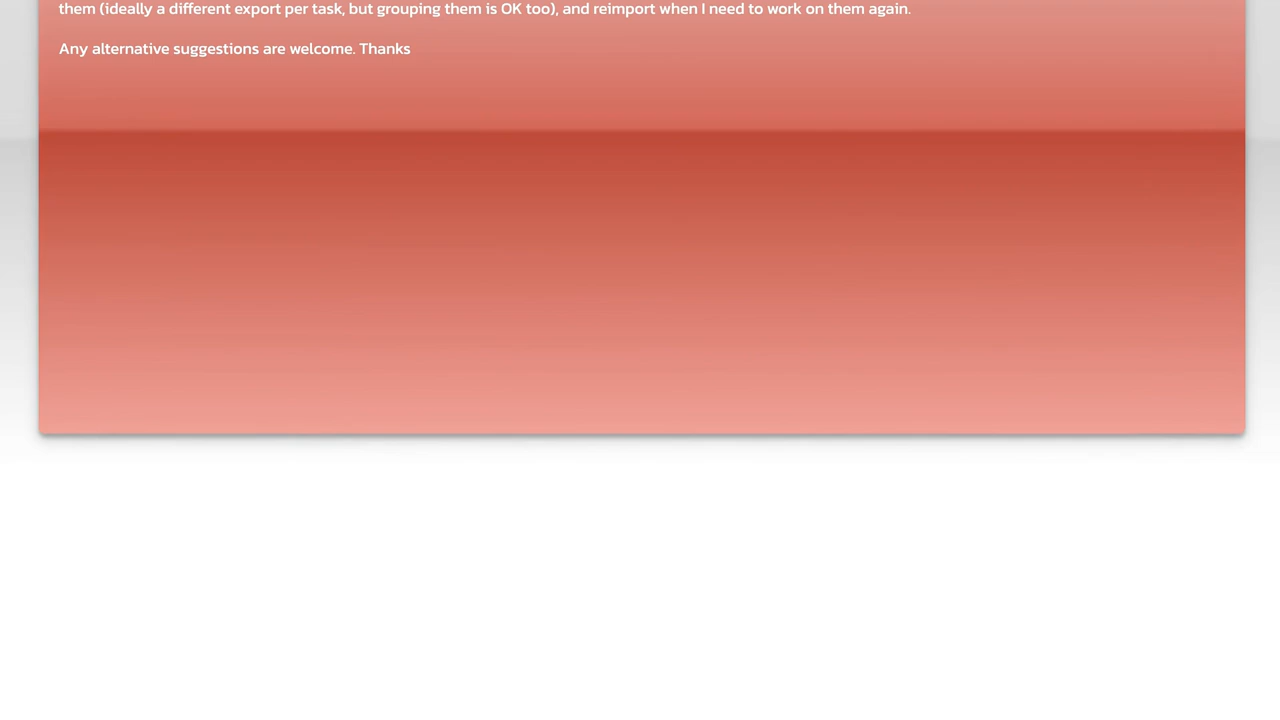 them (ideally a different export per task, but grouping them is OK too), and reimport when I need to work on them again.
Any alternative suggestions are welcome. Thanks